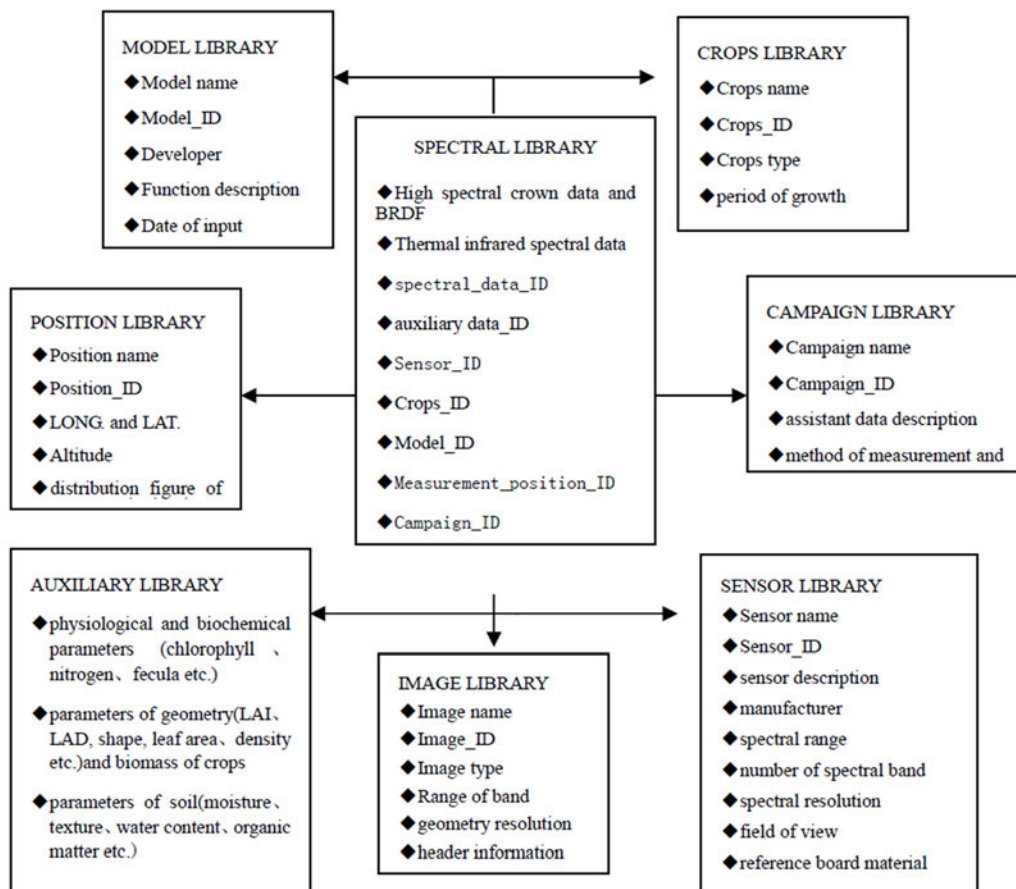 MODEL LIBRARY
◆Model name
◆Model_ID
◆Developer
◆Function description
◆Date of input
CROPS LIBRARY
◆Crops name
◆Crops_ID
◆Crops type
◆period of growth
SPECTRAL LIBRARY
◆High spectral crown data and
BRDF
◆Thermal infrared spectral data
◆spectral_data_ID
◆auxiliary data_ID
◆Sensor_ID
◆Crops_ID
◆Model_ID
◆Measurement_position_ID
◆Campaign_ID
POSITION LIBRARY
◆Position name
◆Position_ID
◆LONG. and LAT.
◆Altitude
◆distribution figure of
CAMPAIGN LIBRARY
◆Campaign name
◆Campaign_ID
◆assistant data description
◆method of measurement and
AUXILIARY LIBRARY
◆physiological and biochemical
parameters (chlorophyll 、
nitrogen、fecula etc.)
◆parameters of geometry(LAI、
LAD, shape, leaf area、density
etc.)and biomass of crops
◆parameters of soil(moisture、
texture、water content、organic
matter etc.)
IMAGE LIBRARY
◆Image name
◆Image_ID
◆Image type
◆Range of band
◆geometry resolution
◆header information
SENSOR LIBRARY
◆Sensor name
◆Sensor_ID
◆sensor description
◆manufacturer
◆spectral range
◆number of spectral band
◆spectral resolution
◆field of view
◆reference board material